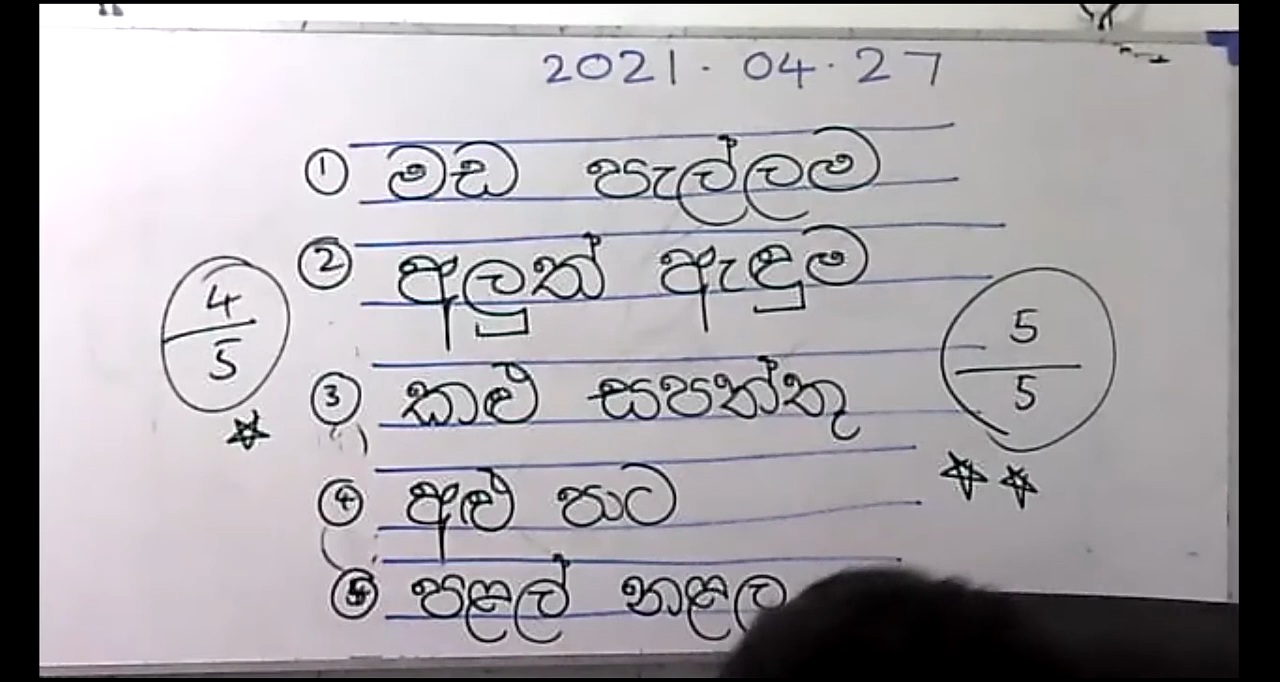 2021.04.27
① මඩ පැල්ලම
② අලුත් ඇඳුම
③ කළු සපත්තු
④ අළු පාට
⑤ පළල් නළල
4/5
5/5